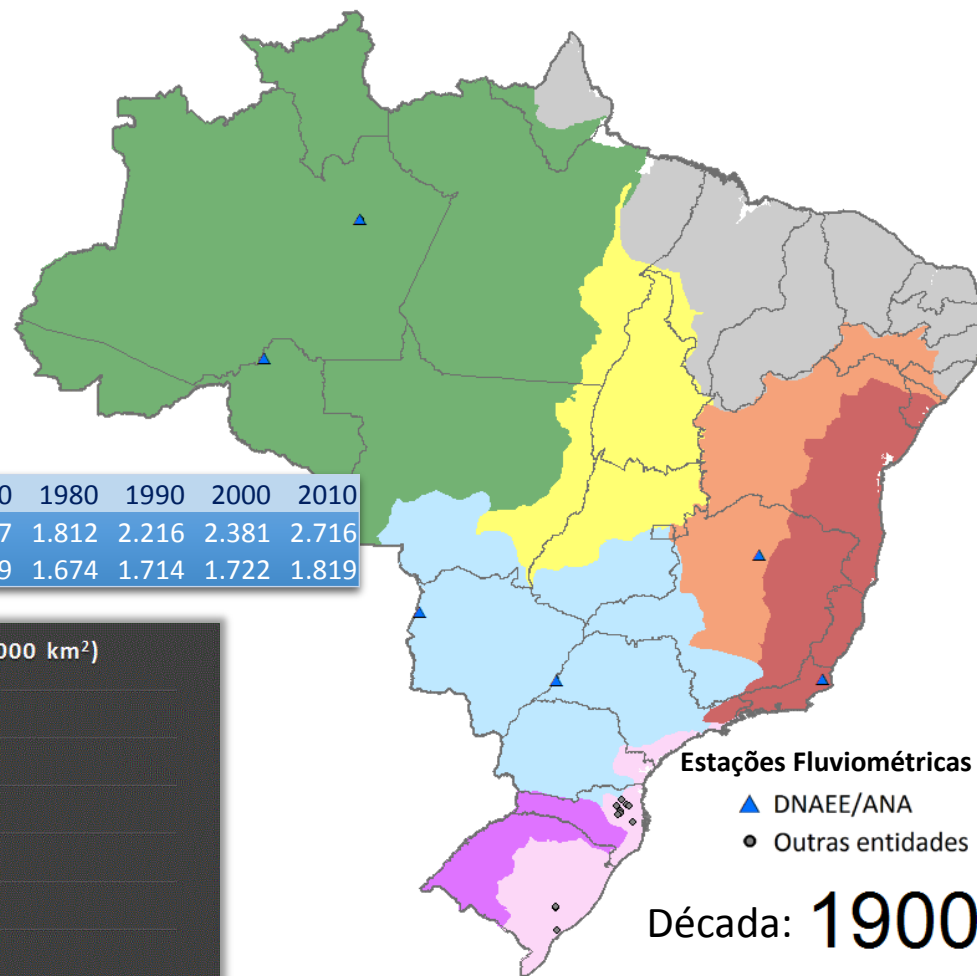 0 1980 1990 2000 2010
7 1.812 2.216 2.381 2.716
9 1.674 1.714 1.722 1.819
000 km²)
Estações Fluviométricas
DNAEE/ANA
Outras entidades
Década: 1900